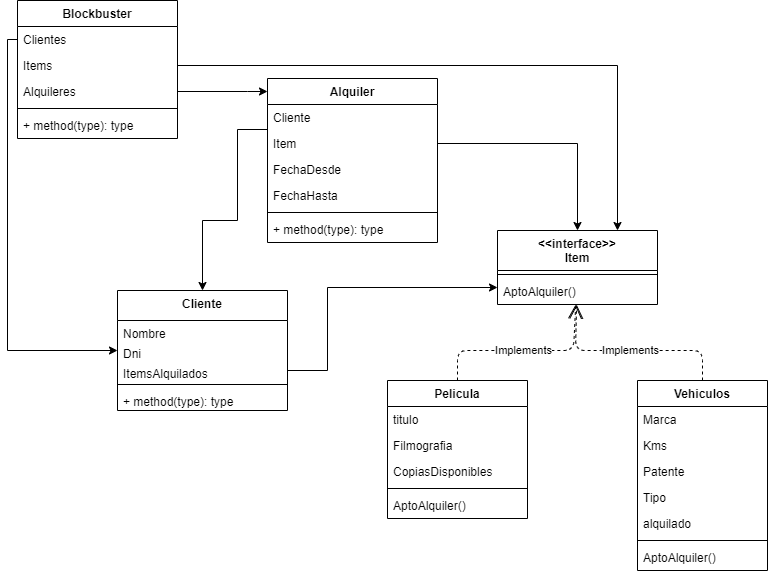 Blockbuster
Clientes
Items
Alquileres
+ method(type): type
Alquiler
Cliente
Item
FechaDesde
FechaHasta
+ method(type): type
<<interface>>
Item
AptoAlquiler()
Cliente
Nombre
Dni
ItemsAlquilados
+ method(type): type
Implements
Implements
Pelicula
titulo
Filmografia
CopiasDisponibles
AptoAlquiler()
Vehiculos
Marca
Kms
Patente
Tipo
alquilado
AptoAlquiler()